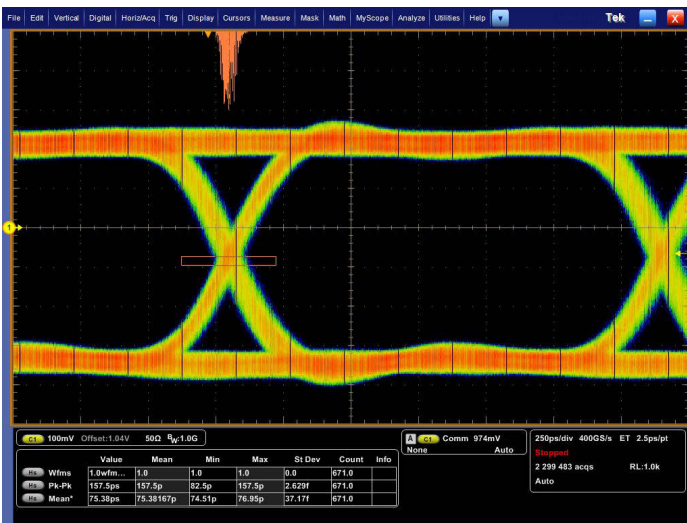 File Edit Vertical Digital Horiz/Acq Trig Display Cursors Measure Mask Math MyScope Analyze Utilities Help Tek X
1
C1 100mV Offset:1.04V 50Ω BW:1.0G
A C1 Comm 974mV
None Auto
250ps/div 400GS/s ET 2.5ps/pt
Stopped
2 299 483 acqs RL:1.0k
Auto
Value Mean Min Max St Dev Count Info
Hs Wfms 1.0wfm... 1.0 1.0 1.0 0.0 671.0
Hs Pk-Pk 157.5ps 157.5p 82.5p 157.5p 2.629f 671.0
Hs Mean* 75.38ps 75.38167p 74.51p 76.95p 37.17f 671.0